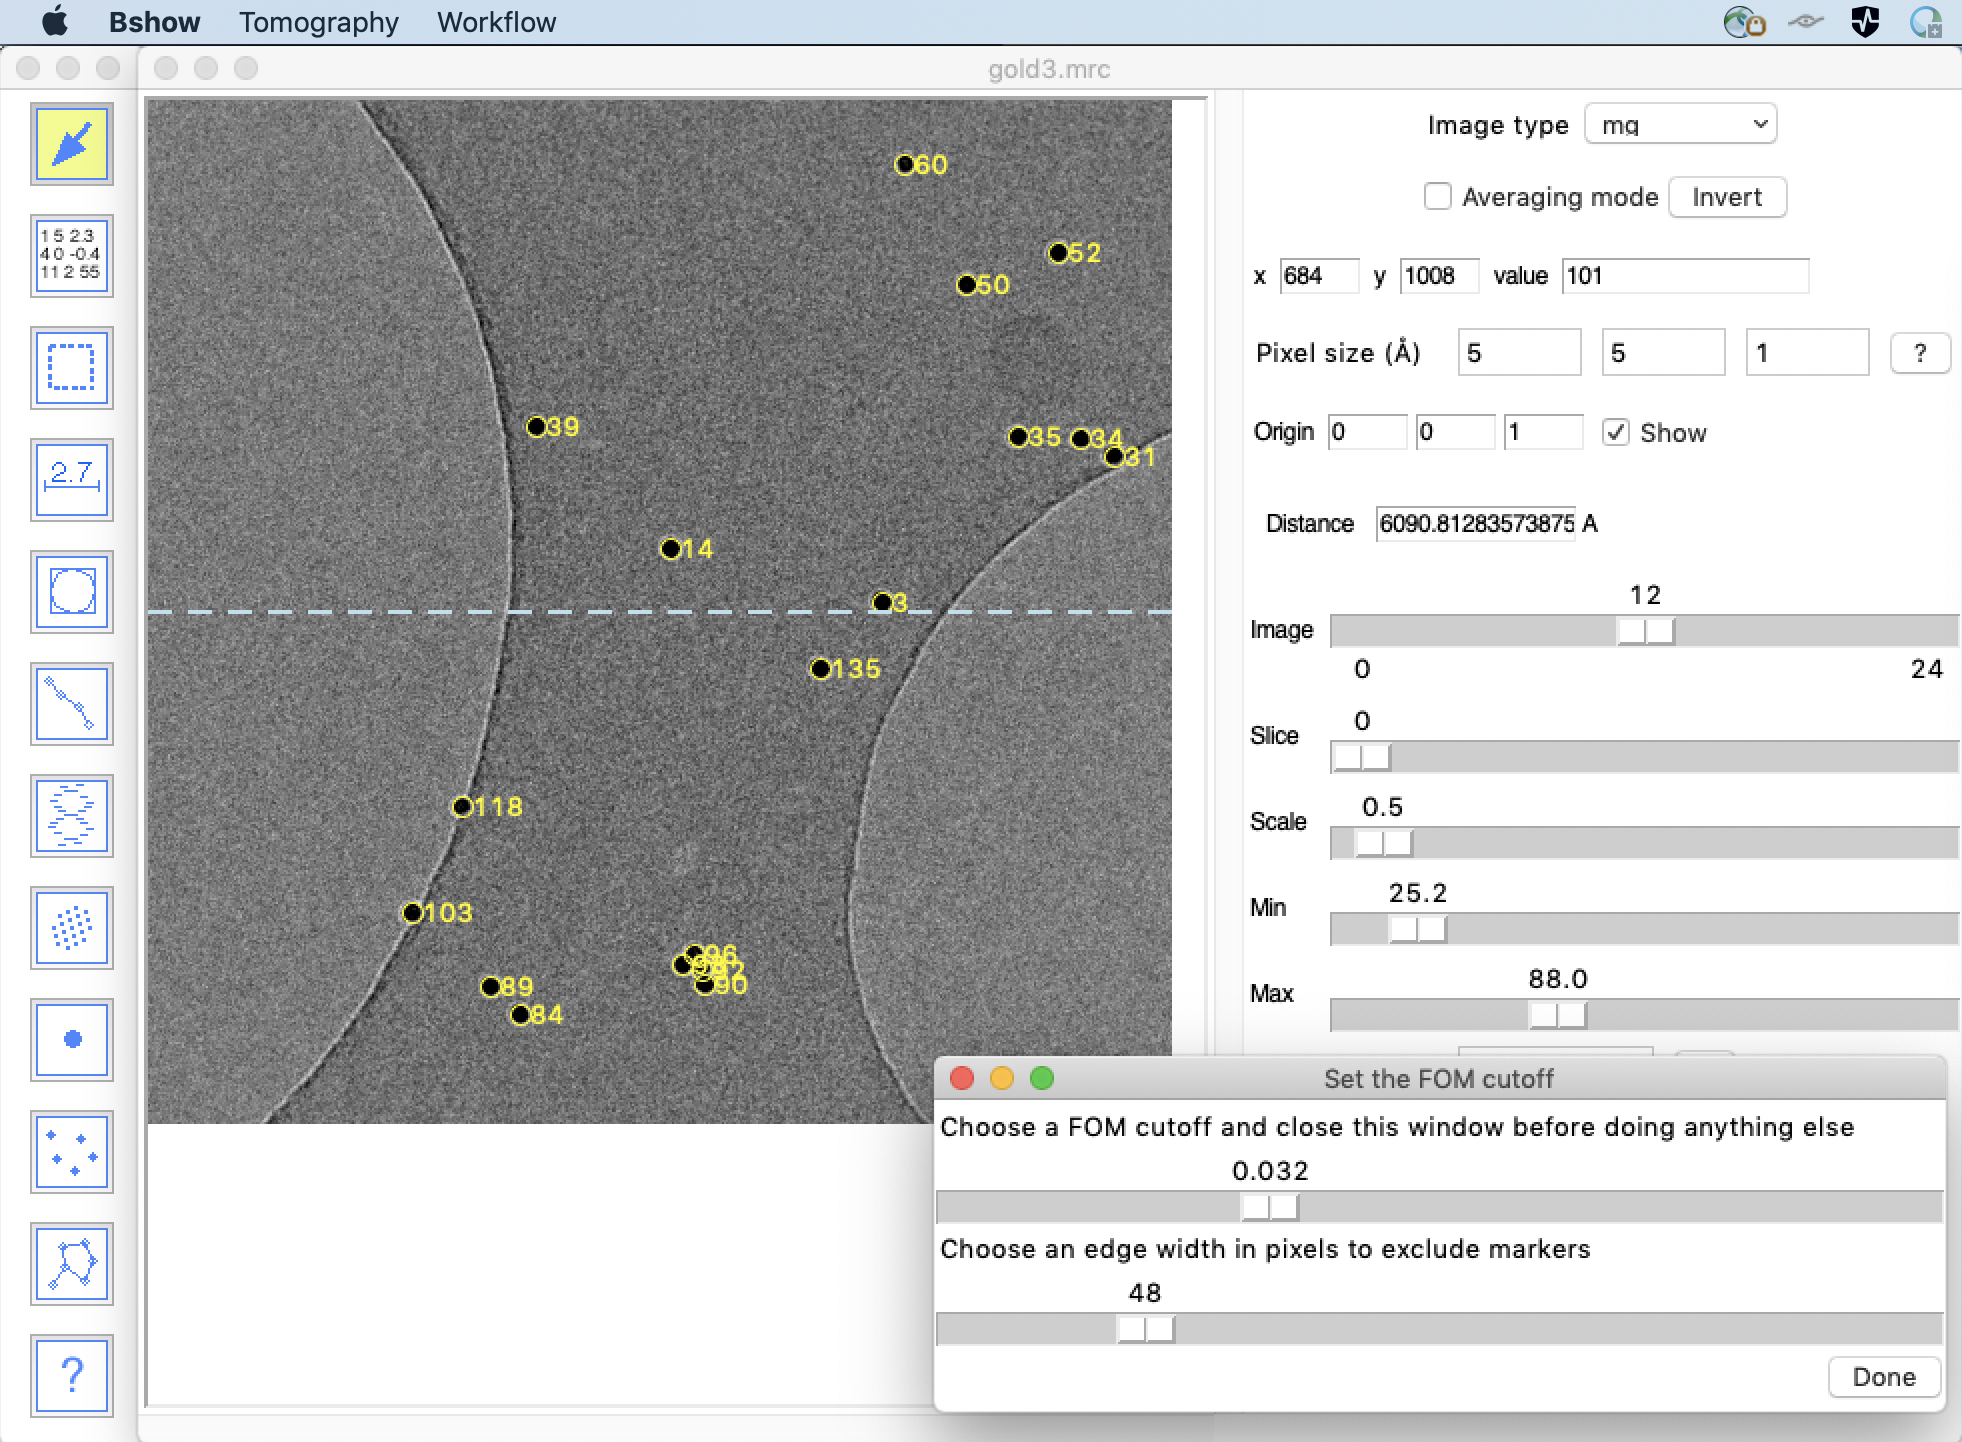 Bshow Tomography Workflow
gold3.mrc
1 5 2.3
4 0 -0.4
11 2 55
2.7
?
60
52
50
39
35
34
31
14
3
135
118
103
96
92
90
89
84
Image type mg
Averaging mode Invert
x 684 y 1008 value 101
Pixel size (Å) 5 5 1 ?
Origin 0 0 1 Show
Distance 6090.81283573875 A
12
Image
0 24
0
Slice
0.5
Scale
25.2
Min
88.0
Max
Set the FOM cutoff
Choose a FOM cutoff and close this window before doing anything else
0.032
Choose an edge width in pixels to exclude markers
48
Done